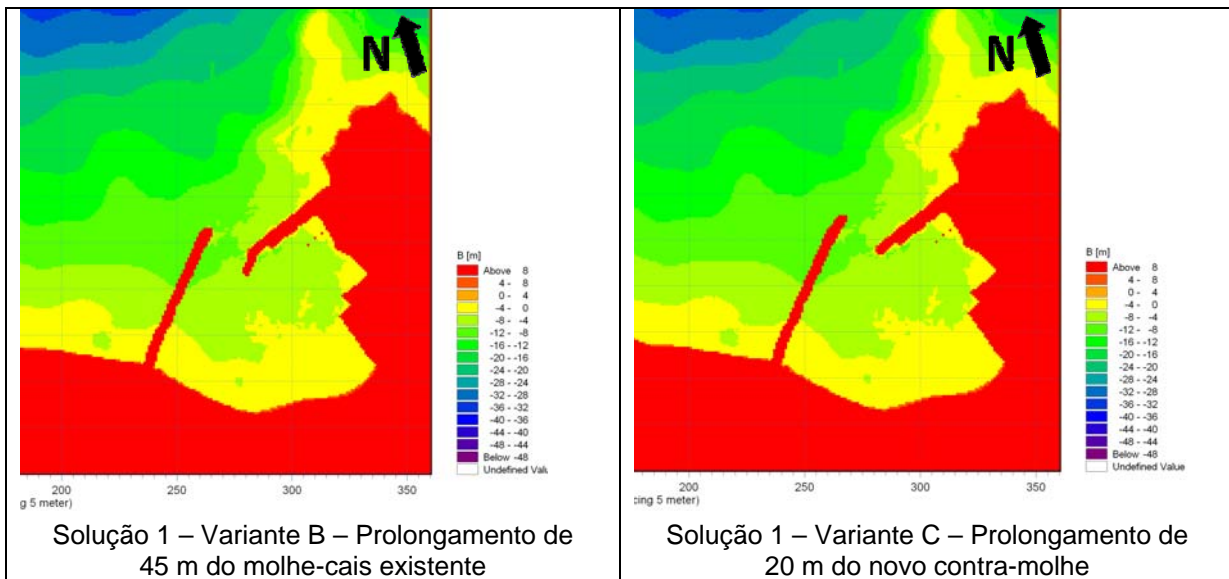 N
B [m]
Above 8
4 - 8
0 - 4
-4 - 0
-8 - -4
-12 - -8
-16 - -12
-20 - -16
-24 - -20
-28 - -24
-32 - -28
-36 - -32
-40 - -36
-44 - -40
-48 - -44
Below -48
Undefined Valu
200 250 300 350
g 5 meter)
Solução 1 – Variante B – Prolongamento de
45 m do molhe-cais existente
N
B [m]
Above 8
4 - 8
0 - 4
-4 - 0
-8 - -4
-12 - -8
-16 - -12
-20 - -16
-24 - -20
-28 - -24
-32 - -28
-36 - -32
-40 - -36
-44 - -40
-48 - -44
Below -48
Undefined Value
200 250 300 350
cing 5 meter)
Solução 1 – Variante C – Prolongamento de
20 m do novo contra-molhe